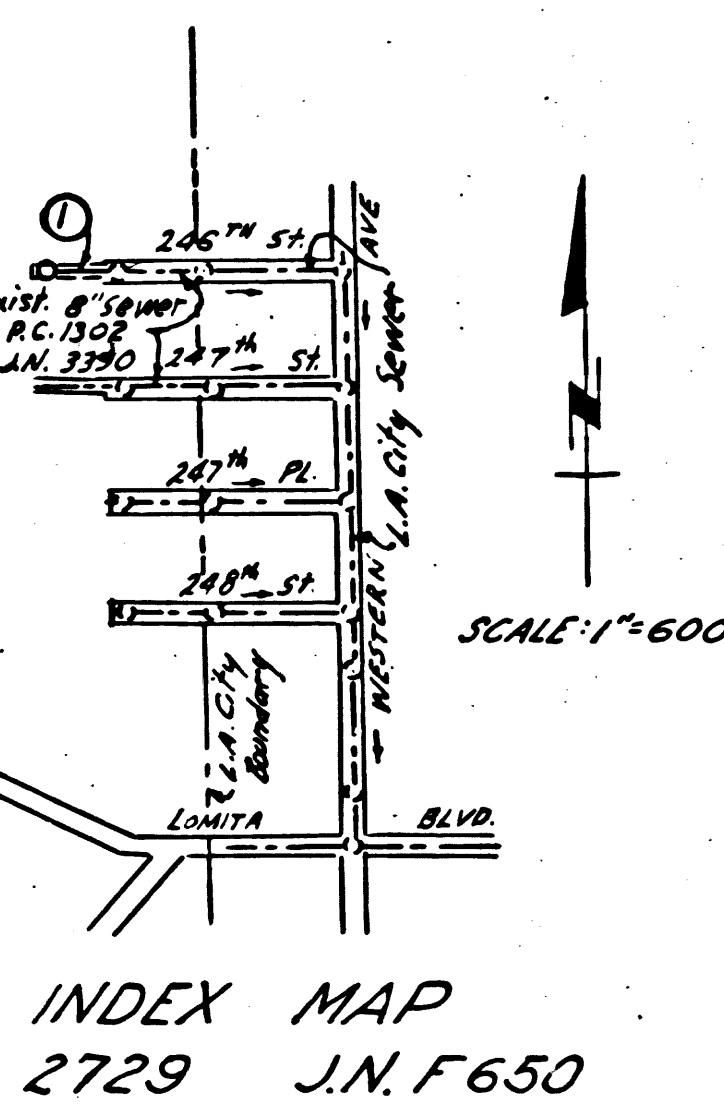 1
246TH St.
AVE
xist. 8" sewer
P.C. 1302
J.N. 3390
247th St.
L.A. City Sewer
247th PL.
N
248th St.
WESTERN
SCALE: 1"=600
L.A. City
Boundary
LOMITA BLVD.
INDEX MAP
2729 J.N. F650